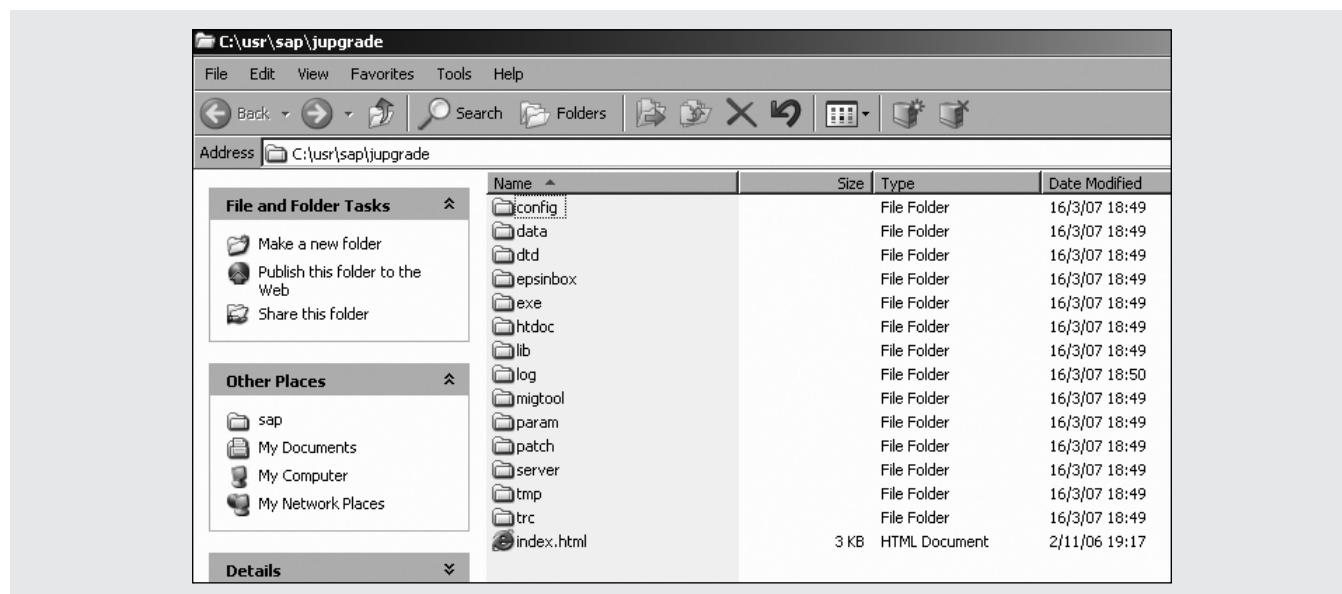 C:\usr\sap\jupgrade
File Edit View Favorites Tools Help
Back Search Folders
Address C:\usr\sap\jupgrade
File and Folder Tasks
Make a new folder
Publish this folder to the
Web
Share this folder
Other Places
sap
My Documents
My Computer
My Network Places
Details
Name Size Type Date Modified
config File Folder 16/3/07 18:49
data File Folder 16/3/07 18:49
dtd File Folder 16/3/07 18:49
epsinbox File Folder 16/3/07 18:49
exe File Folder 16/3/07 18:49
htdoc File Folder 16/3/07 18:49
lib File Folder 16/3/07 18:49
log File Folder 16/3/07 18:50
migtool File Folder 16/3/07 18:49
param File Folder 16/3/07 18:49
patch File Folder 16/3/07 18:49
server File Folder 16/3/07 18:49
tmp File Folder 16/3/07 18:49
trc File Folder 16/3/07 18:49
index.html 3 KB HTML Document 2/11/06 19:17